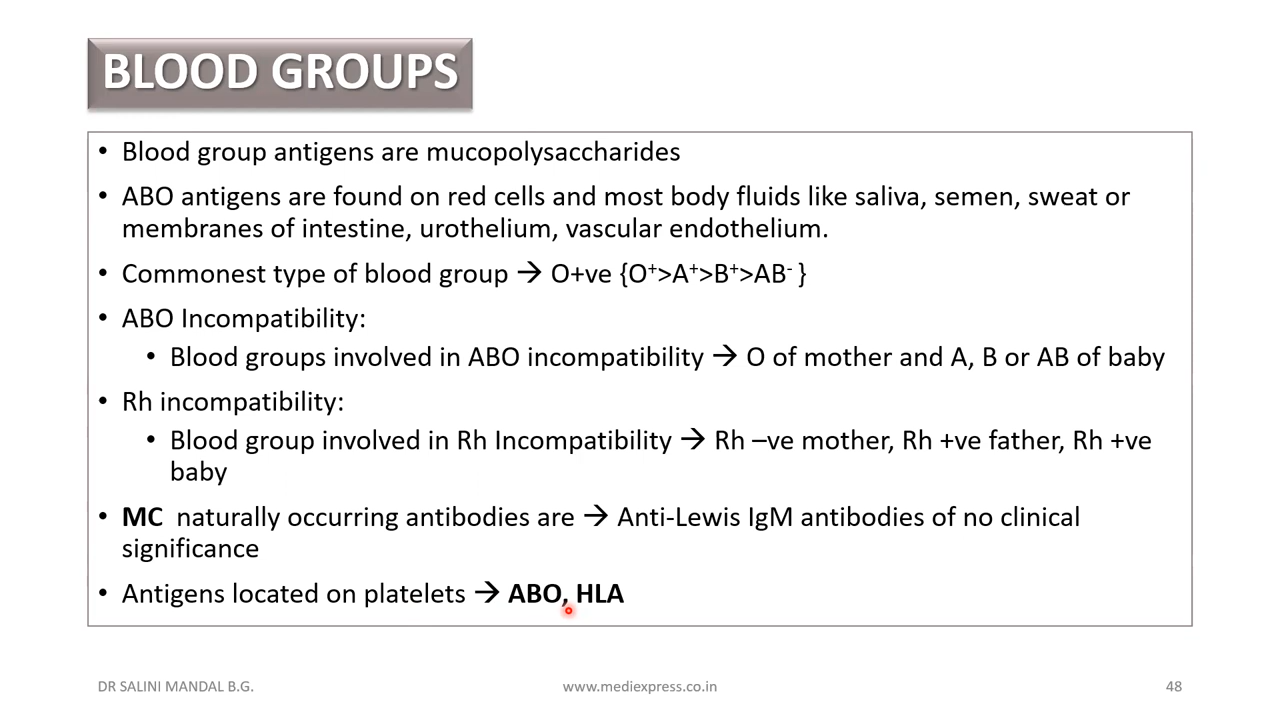 BLOOD GROUPS
• Blood group antigens are mucopolysaccharides
• ABO antigens are found on red cells and most body fluids like saliva, semen, sweat or
membranes of intestine, urothelium, vascular endothelium.
• Commonest type of blood group → O+ve {O⁺>A⁺>B⁺>AB⁻ }
• ABO Incompatibility:
• Blood groups involved in ABO incompatibility → O of mother and A, B or AB of baby
• Rh incompatibility:
• Blood group involved in Rh Incompatibility → Rh –ve mother, Rh +ve father, Rh +ve
baby
• MC naturally occurring antibodies are → Anti-Lewis IgM antibodies of no clinical
significance
• Antigens located on platelets → ABO, HLA
DR SALINI MANDAL B.G.
www.mediexpress.co.in
48